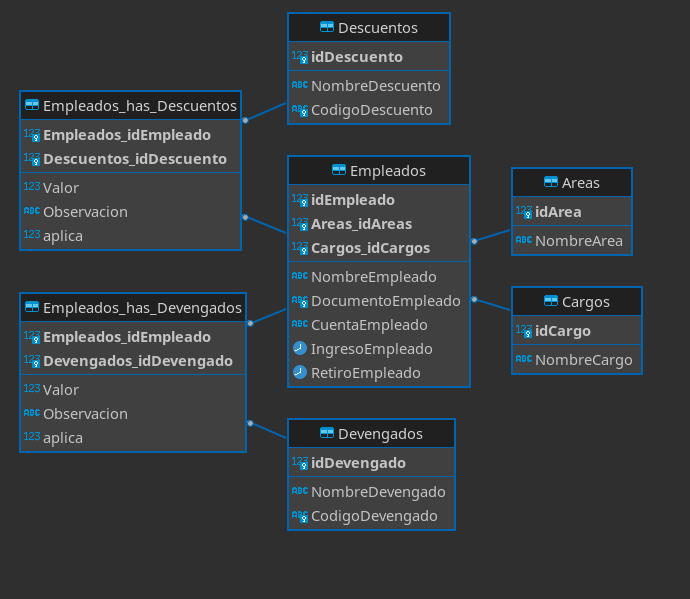 Descuentos
123 idDescuento
ABC NombreDescuento
ABC CodigoDescuento
Empleados_has_Descuentos
123 Empleados_idEmpleado
123 Descuentos_idDescuento
123 Valor
ABC Observacion
123 aplica
Empleados
123 idEmpleado
123 Areas_idAreas
123 Cargos_idCargos
ABC NombreEmpleado
ABC DocumentoEmpleado
ABC CuentaEmpleado
IngresoEmpleado
RetiroEmpleado
Areas
123 idArea
ABC NombreArea
Cargos
123 idCargo
ABC NombreCargo
Empleados_has_Devengados
123 Empleados_idEmpleado
123 Devengados_idDevengado
123 Valor
ABC Observacion
123 aplica
Devengados
123 idDevengado
ABC NombreDevengado
ABC CodigoDevengado